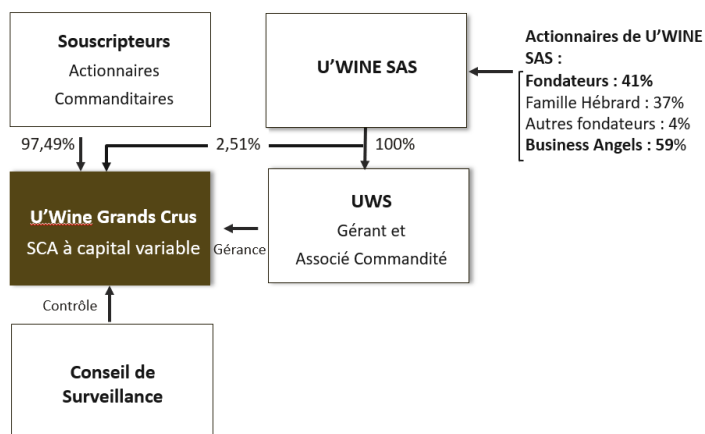 Souscripteurs
Actionnaires
Commanditaires
U'WINE SAS
Actionnaires de U'WINE
SAS :
Fondateurs : 41%
Famille Hébrard : 37%
Autres fondateurs : 4%
Business Angels : 59%
97,49%
2,51%
100%
U'Wine Grands Crus
SCA à capital variable
Gérance
UWS
Gérant et
Associé Commandité
Contrôle
Conseil de
Surveillance